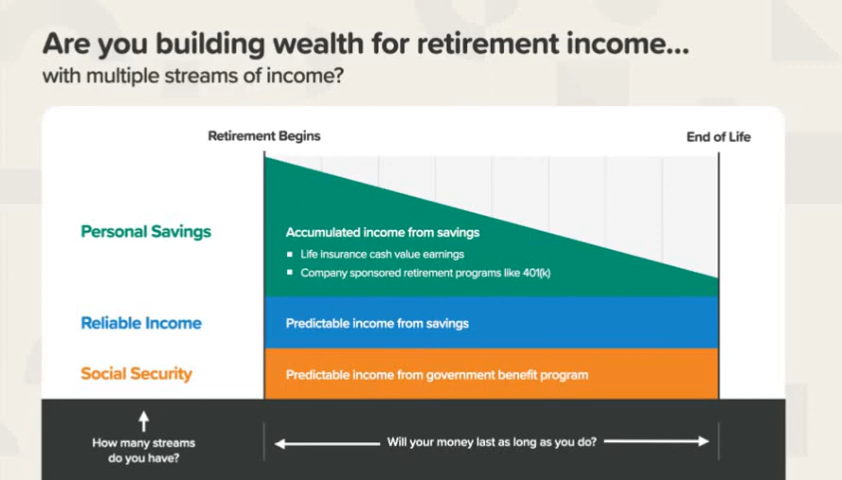 Are you building wealth for retirement income...
with multiple streams of income?
Retirement Begins
End of Life
Personal Savings
Accumulated income from savings
Life insurance cash value earnings
Company sponsored retirement programs like 401(k)
Reliable Income
Predictable income from savings
Social Security
Predictable income from government benefit program
How many streams
do you have?
Will your money last as long as you do?